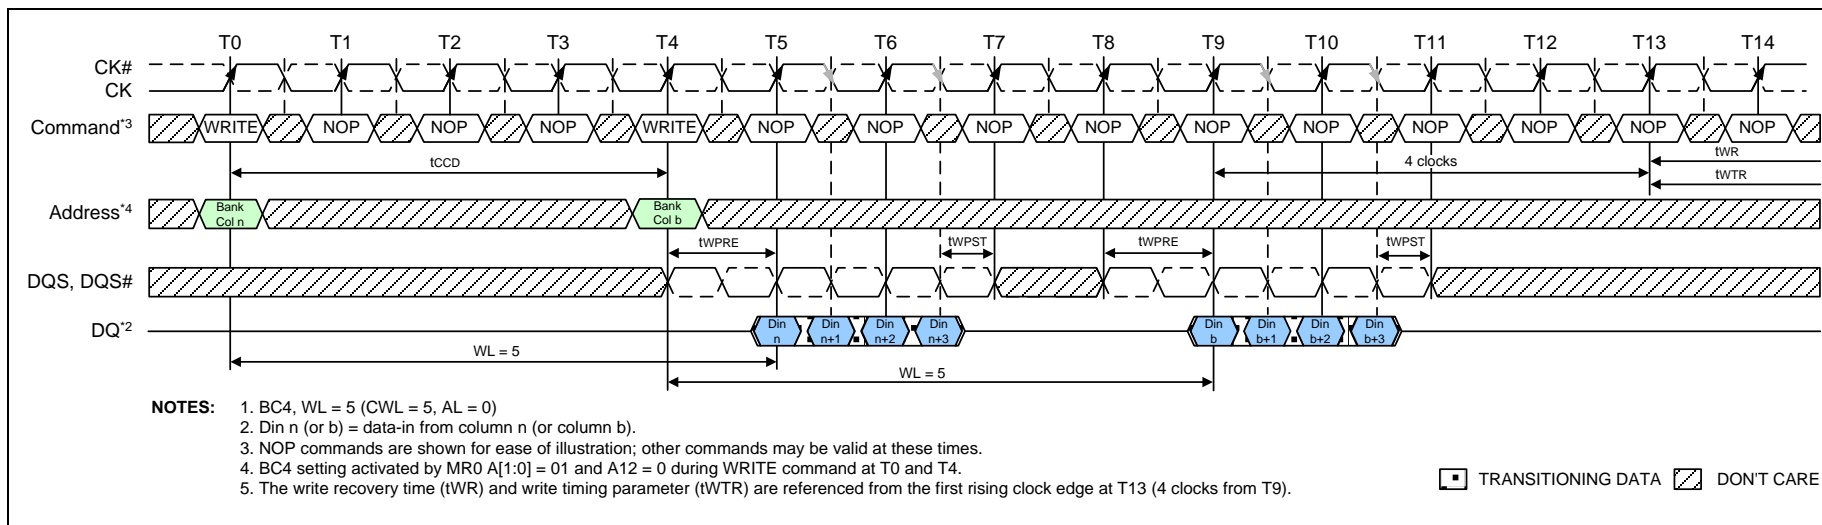 T0 T1 T2 T3 T4 T5 T6 T7 T8 T9 T10 T11 T12 T13 T14
CK#
CK
Command*3 WRITE NOP NOP NOP WRITE NOP NOP NOP NOP NOP NOP NOP NOP NOP NOP
tCCD 4 clocks tWR
tWTR
Address*4 Bank Col n Bank Col b
tWPRE tWPST tWPRE tWPST
DQS, DQS#
DQ*2 Din n Din n+1 Din n+2 Din n+3 Din b Din b+1 Din b+2 Din b+3
WL = 5
WL = 5
NOTES: 1. BC4, WL = 5 (CWL = 5, AL = 0)
2. Din n (or b) = data-in from column n (or column b).
3. NOP commands are shown for ease of illustration; other commands may be valid at these times.
4. BC4 setting activated by MR0 A[1:0] = 01 and A12 = 0 during WRITE command at T0 and T4.
5. The write recovery time (tWR) and write timing parameter (tWTR) are referenced from the first rising clock edge at T13 (4 clocks from T9).
TRANSITIONING DATA DON'T CARE